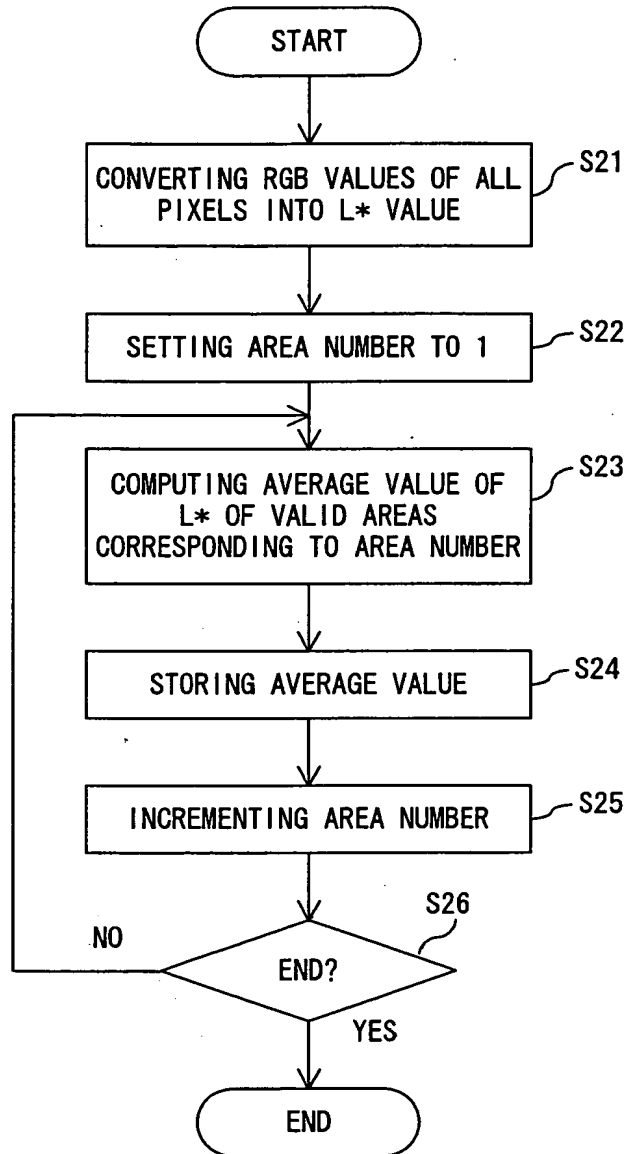 START
CONVERTING RGB VALUES OF ALL
PIXELS INTO L* VALUE
S21
SETTING AREA NUMBER TO 1
S22
COMPUTING AVERAGE VALUE OF
L* OF VALID AREAS
CORRESPONDING TO AREA NUMBER
S23
STORING AVERAGE VALUE
S24
INCREMENTING AREA NUMBER
S25
S26
NO
END?
YES
END